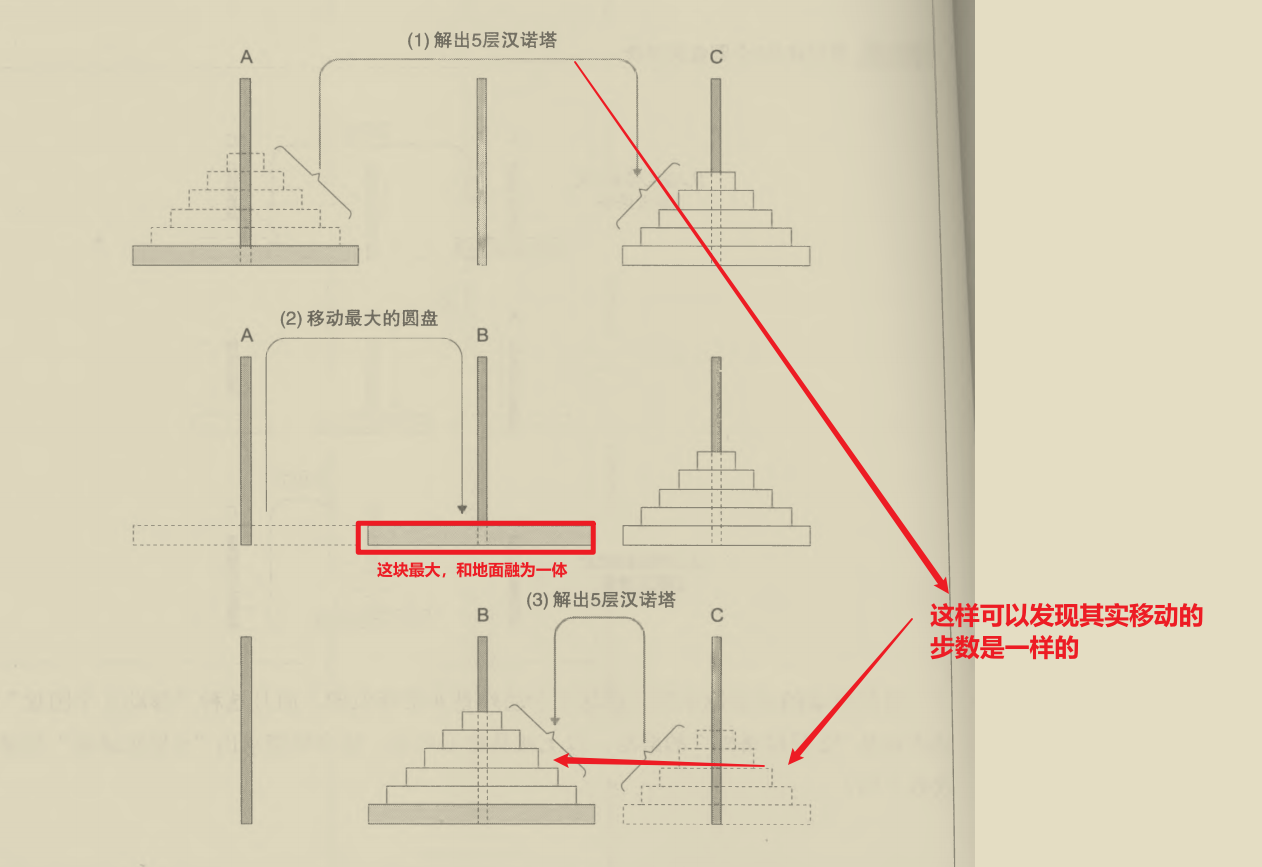 (1) 解出5层汉诺塔
A
C
(2) 移动最大的圆盘
A
B
这块最大，和地面融为一体
(3) 解出5层汉诺塔
B
C
这样可以发现其实移动的
步数是一样的